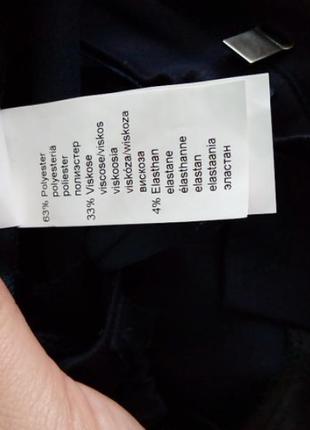 63% Polyester
polyesteriä
poliester
полиэстер
33% Viskose
viscose/viskos
viskoosia
viskóza/wiskoza
вискоза
4% Elasthan
elastane
élasthanne
elastan
elastaania
эластан